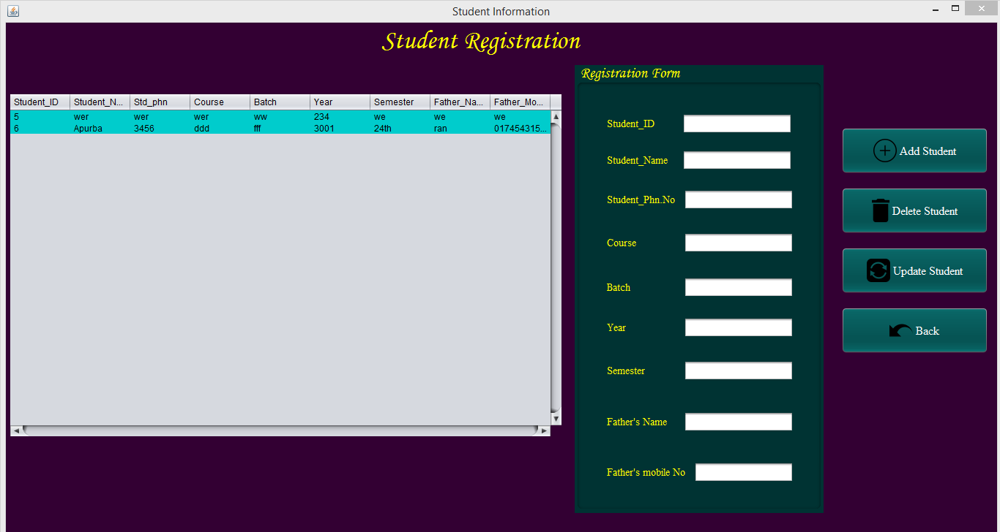 Student Information
Student Registration
Student_ID Student_N... Std_phn Course Batch Year Semester Father_Na... Father_Mo...
5 wer wer wer ww 234 we we we
6 Apurba 3456 ddd fff 3001 24th ran 017454315...
Registration Form
Student_ID
Student_Name
Student_Phn.No
Course
Batch
Year
Semester
Father's Name
Father's mobile No
Add Student
Delete Student
Update Student
Back